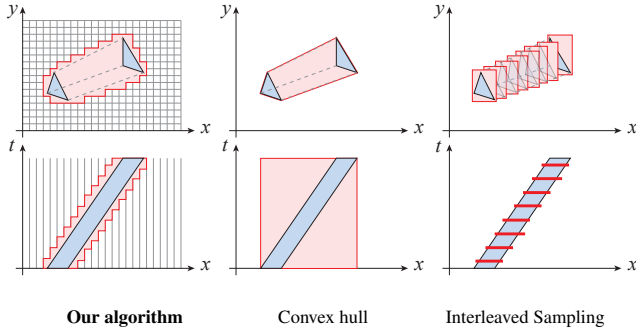 y y y
x x x
t t t
x x x
Our algorithm Convex hull Interleaved Sampling